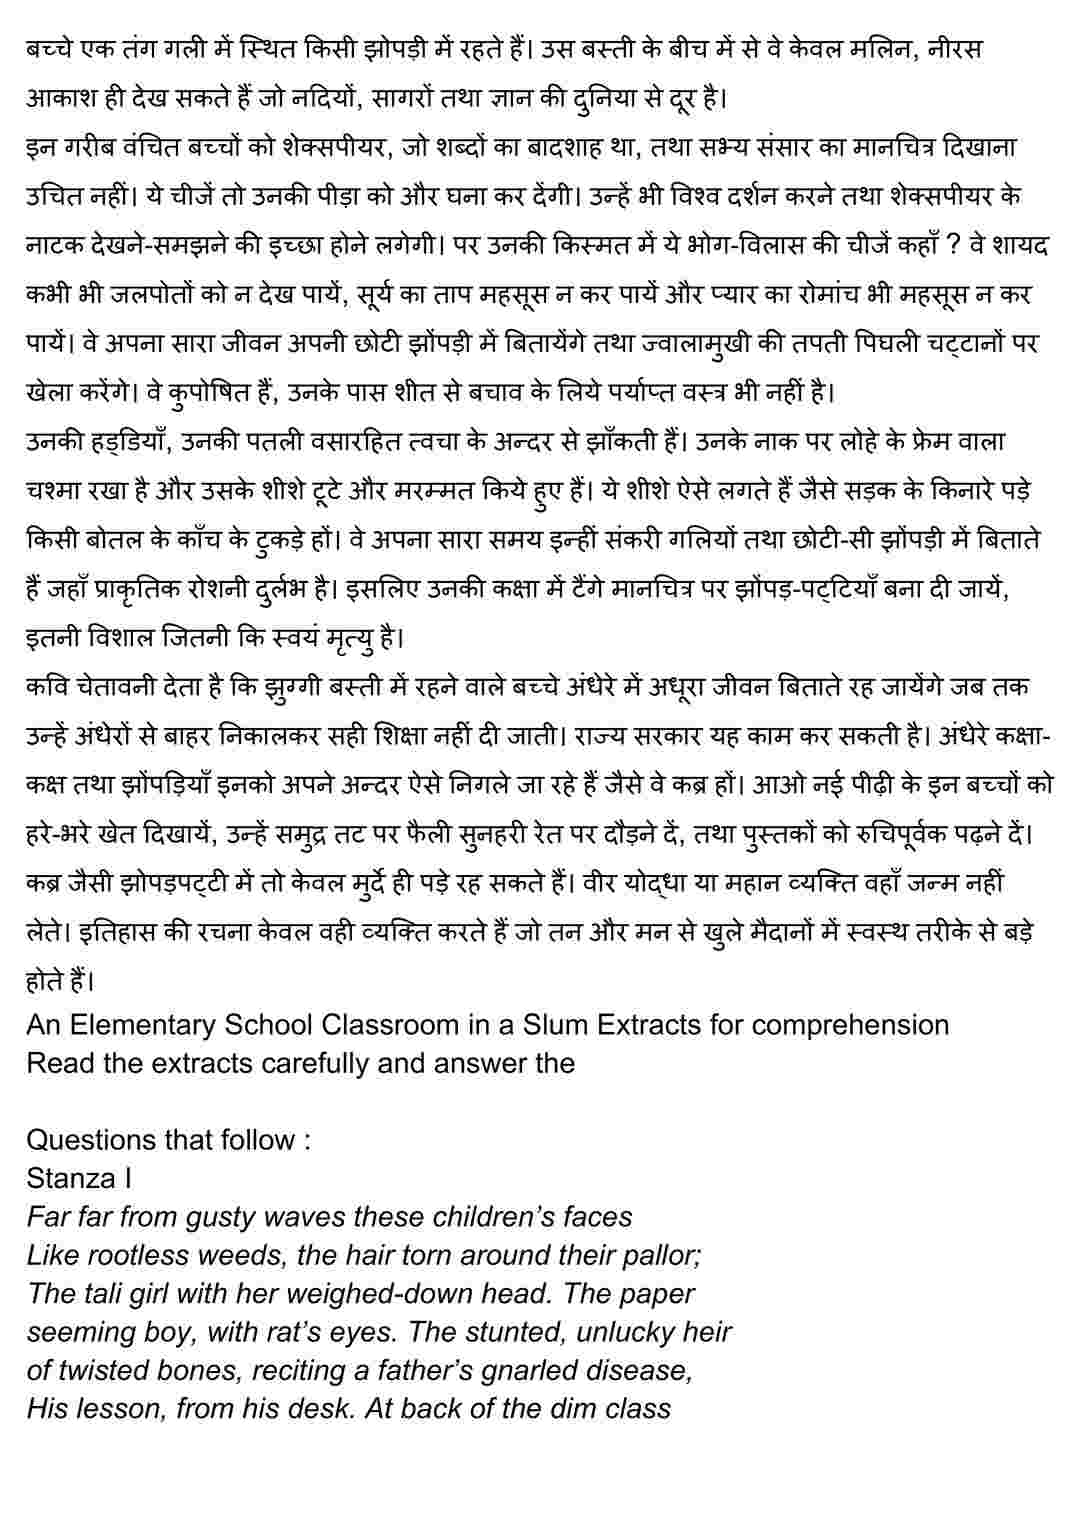 बच्चे एक तंग गली में स्थित किसी झोपड़ी में रहते हैं। उस बस्ती के बीच में से वे केवल मलिन, नीरस
आकाश ही देख सकते हैं जो नदियों, सागरों तथा ज्ञान की दुनिया से दूर है।
इन गरीब वंचित बच्चों को शेक्सपीयर, जो शब्दों का बादशाह था, तथा सभ्य संसार का मानचित्र दिखाना
उचित नहीं। ये चीजें तो उनकी पीड़ा को और घना कर देंगी। उन्हें भी विश्व दर्शन करने तथा शेक्सपीयर के
नाटक देखने-समझने की इच्छा होने लगेगी। पर उनकी किस्मत में ये भोग-विलास की चीजें कहाँ ? वे शायद
कभी भी जलपोतों को न देख पायें, सूर्य का ताप महसूस न कर पायें और प्यार का रोमांच भी महसूस न कर
पायें। वे अपना सारा जीवन अपनी छोटी झोंपड़ी में बितायेंगे तथा ज्वालामुखी की तपती पिघली चट्टानों पर
खेला करेंगे। वे कुपोषित हैं, उनके पास शीत से बचाव के लिये पर्याप्त वस्त्र भी नहीं है।
उनकी हड्डियाँ, उनकी पतली वसारहित त्वचा के अन्दर से झाँकती हैं। उनके नाक पर लोहे के फ्रेम वाला
चश्मा रखा है और उसके शीशे टूटे और मरम्मत किये हुए हैं। ये शीशे ऐसे लगते हैं जैसे सड़क के किनारे पड़े
किसी बोतल के काँच के टुकड़े हों। वे अपना सारा समय इन्हीं संकरी गलियों तथा छोटी-सी झोंपड़ी में बिताते
हैं जहाँ प्राकृतिक रोशनी दुर्लभ है। इसलिए उनकी कक्षा में टैंगे मानचित्र पर झोंपड़-पट्टियाँ बना दी जायें,
इतनी विशाल जितनी कि स्वयं मृत्यु है।
कवि चेतावनी देता है कि झुग्गी बस्ती में रहने वाले बच्चे अंधेरे में अधूरा जीवन बिताते रह जायेंगे जब तक
उन्हें अंधेरों से बाहर निकालकर सही शिक्षा नहीं दी जाती। राज्य सरकार यह काम कर सकती है। अंधेरे कक्षा-
कक्ष तथा झोंपड़ियाँ इनको अपने अन्दर ऐसे निगले जा रहे हैं जैसे वे कब्र हों। आओ नई पीढ़ी के इन बच्चों को
हरे-भरे खेत दिखायें, उन्हें समुद्र तट पर फैली सुनहरी रेत पर दौड़ने दें, तथा पुस्तकों को रुचिपूर्वक पढ़ने दें।
कब्र जैसी झोपड़पट्टी में तो केवल मुर्दे ही पड़े रह सकते हैं। वीर योद्धा या महान व्यक्ति वहाँ जन्म नहीं
लेते। इतिहास की रचना केवल वही व्यक्ति करते हैं जो तन और मन से खुले मैदानों में स्वस्थ तरीके से बड़े
होते हैं।
An Elementary School Classroom in a Slum Extracts for comprehension
Read the extracts carefully and answer the
Questions that follow :
Stanza I
Far far from gusty waves these children’s faces
Like rootless weeds, the hair torn around their pallor;
The tali girl with her weighed-down head. The paper
seeming boy, with rat’s eyes. The stunted, unlucky heir
of twisted bones, reciting a father’s gnarled disease,
His lesson, from his desk. At back of the dim class